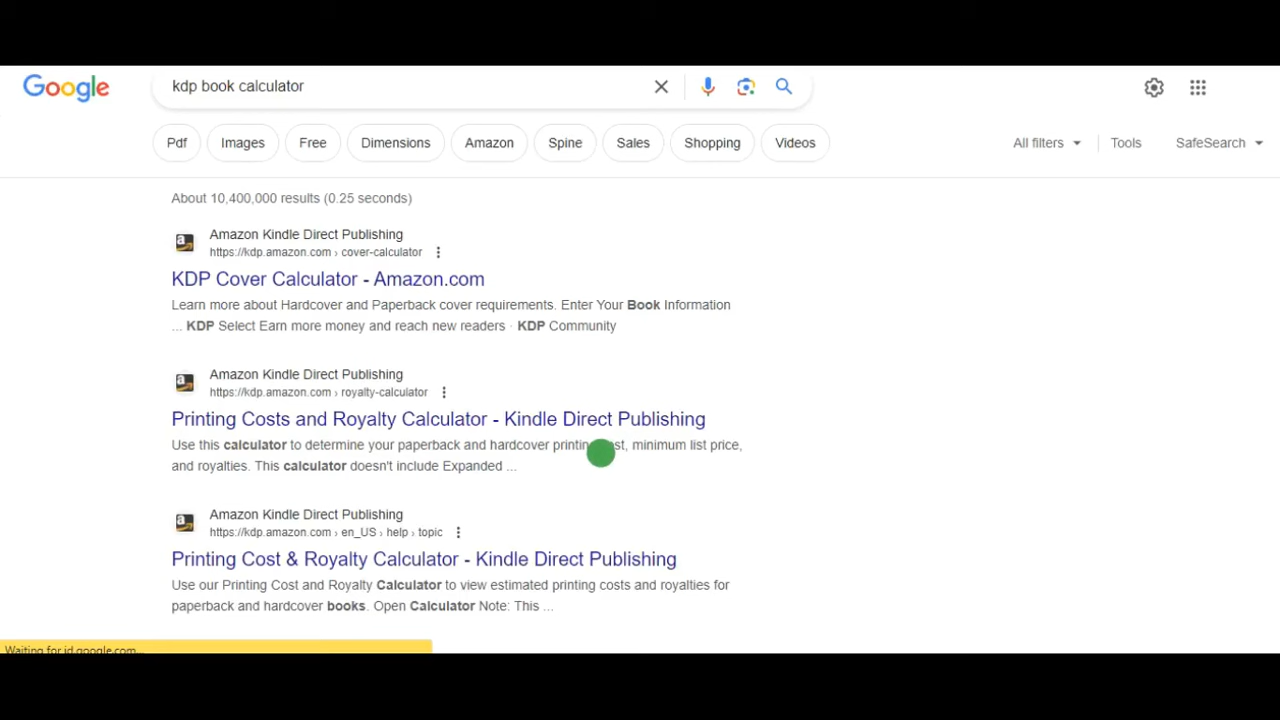 Google
kdp book calculator
Pdf
Images
Free
Dimensions
Amazon
Spine
Sales
Shopping
Videos
All filters
Tools
SafeSearch
About 10,400,000 results (0.25 seconds)
Amazon Kindle Direct Publishing
https://kdp.amazon.com › cover-calculator
KDP Cover Calculator - Amazon.com
Learn more about Hardcover and Paperback cover requirements. Enter Your Book Information
... KDP Select Earn more money and reach new readers · KDP Community
Amazon Kindle Direct Publishing
https://kdp.amazon.com › royalty-calculator
Printing Costs and Royalty Calculator - Kindle Direct Publishing
Use this calculator to determine your paperback and hardcover minimum list price,
and royalties. This calculator doesn't include Expanded ...
Amazon Kindle Direct Publishing
https://kdp.amazon.com › en_US › help › topic
Printing Cost & Royalty Calculator - Kindle Direct Publishing
Use our Printing Cost and Royalty Calculator to view estimated printing costs and royalties for
paperback and hardcover books. Open Calculator Note: This ...
Waiting for id.google.com...